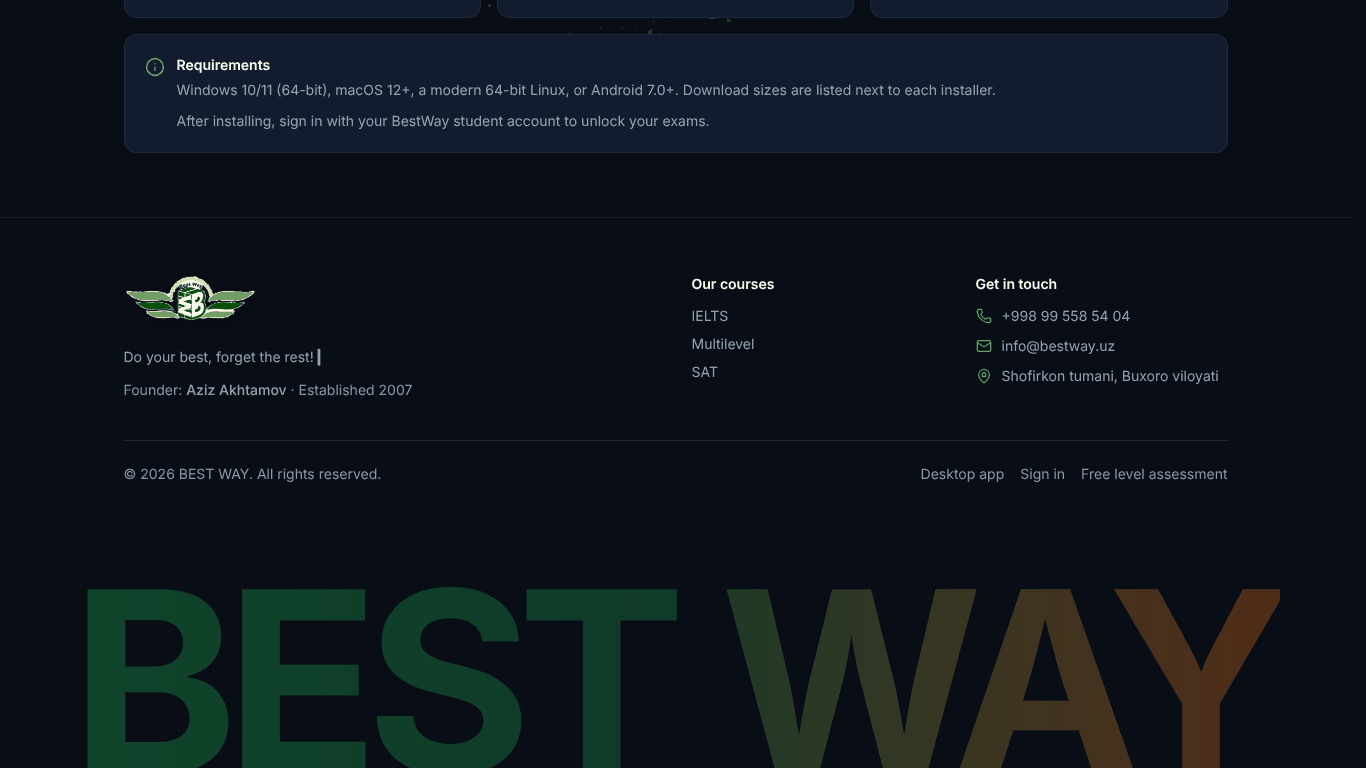 Requirements
Windows 10/11 (64-bit), macOS 12+, a modern 64-bit Linux, or Android 7.0+. Download sizes are listed next to each installer.
After installing, sign in with your BestWay student account to unlock your exams.
Best Way
WB
Do your best, forget the rest!
Founder: Aziz Akhtamov · Established 2007
Our courses
IELTS
Multilevel
SAT
Get in touch
+998 99 558 54 04
info@bestway.uz
Shofirkon tumani, Buxoro viloyati
© 2026 BEST WAY. All rights reserved.
Desktop app Sign in Free level assessment
BEST WAY